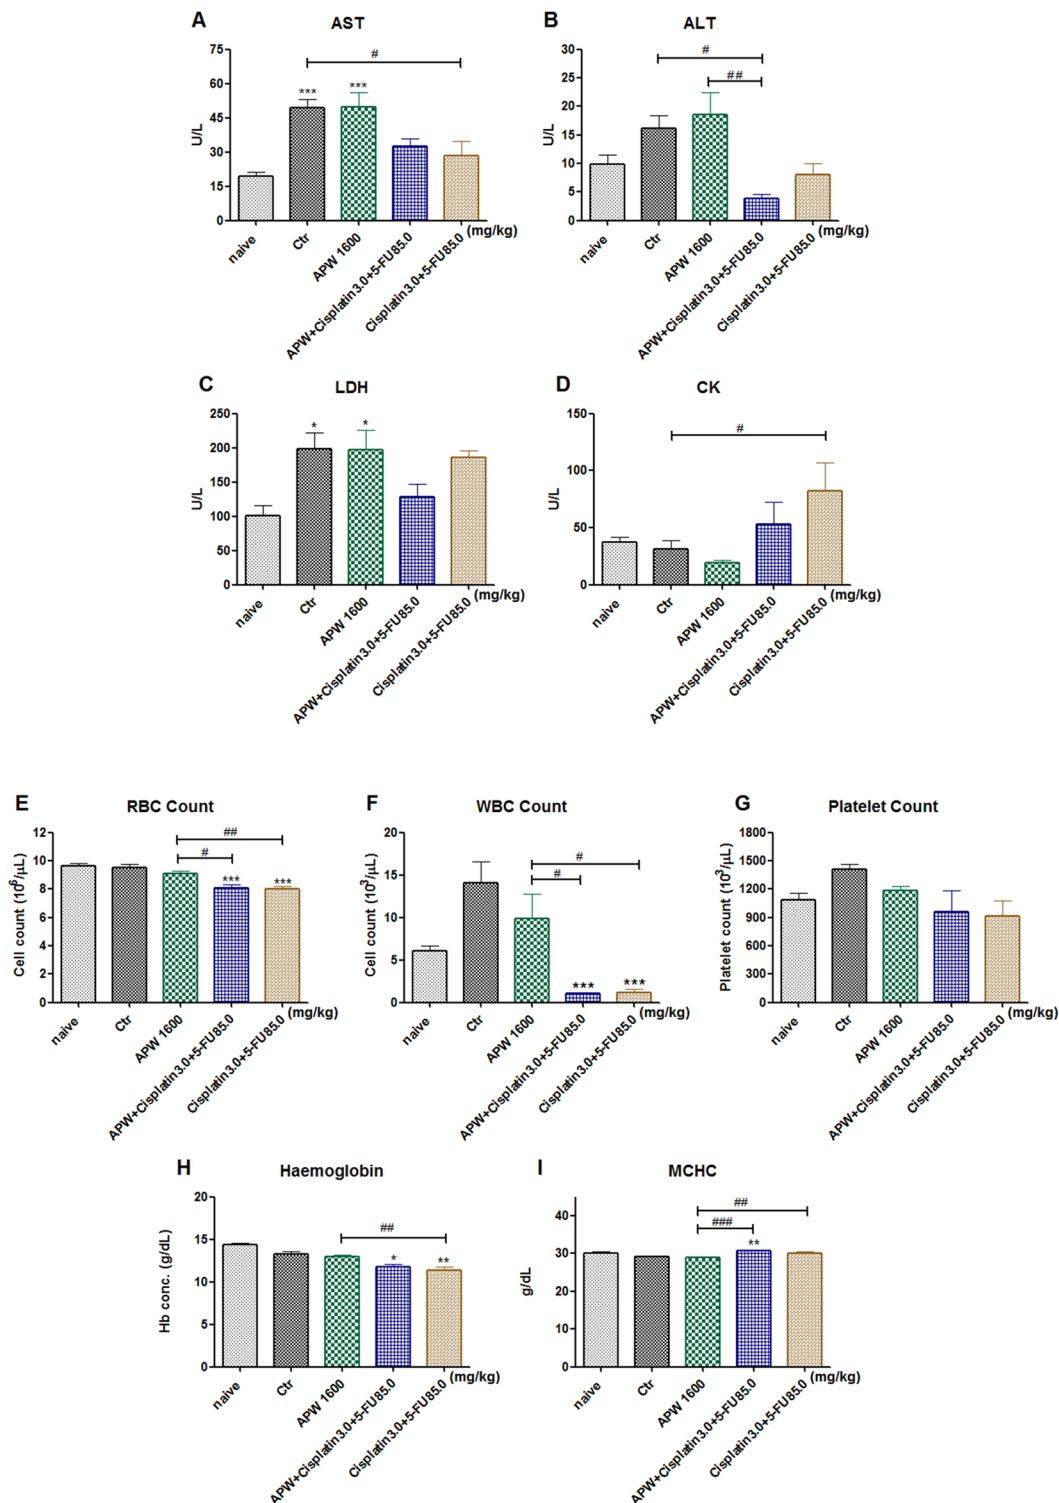 A
AST
#
75
60
45
30
15
0
U/L
***
***
naive
Ctr
APW 1600
APW+Cisplatin3.0+5-FU85.0
Cisplatin3.0+5-FU85.0
(mg/kg)
B
ALT
#
##
30
25
20
15
10
5
0
U/L
naive
Ctr
APW 1600
APW+Cisplatin3.0+5-FU85.0
Cisplatin3.0+5-FU85.0
(mg/kg)
C
LDH
250
200
150
100
50
0
U/L
*
*
naive
Ctr
APW 1600
APW+Cisplatin3.0+5-FU85.0
Cisplatin3.0+5-FU85.0
(mg/kg)
D
CK
#
150
100
50
0
U/L
naive
Ctr
APW 1600
APW+Cisplatin3.0+5-FU85.0
Cisplatin3.0+5-FU85.0
(mg/kg)
E
RBC Count
##
#
12
10
8
6
4
2
0
Cell count (10⁶/µL)
***
***
naive
Ctr
APW 1600
APW+Cisplatin3.0+5-FU85.0
Cisplatin3.0+5-FU85.0
(mg/kg)
F
WBC Count
#
#
20
15
10
5
0
Cell count (10³/µL)
***
***
naive
Ctr
APW 1600
APW+Cisplatin3.0+5-FU85.0
Cisplatin3.0+5-FU85.0
(mg/kg)
G
Platelet Count
1800
1500
1200
900
600
300
0
Platelet count (10³/µL)
naive
Ctr
APW 1600
APW+Cisplatin3.0+5-FU85.0
Cisplatin3.0+5-FU85.0
(mg/kg)
H
Haemoglobin
##
20
15
10
5
0
Hb conc. (g/dL)
*
**
naive
Ctr
APW 1600
APW+Cisplatin3.0+5-FU85.0
Cisplatin3.0+5-FU85.0
(mg/kg)
I
MCHC
##
###
40
30
20
10
0
g/dL
**
naive
Ctr
APW 1600
APW+Cisplatin3.0+5-FU85.0
Cisplatin3.0+5-FU85.0
(mg/kg)